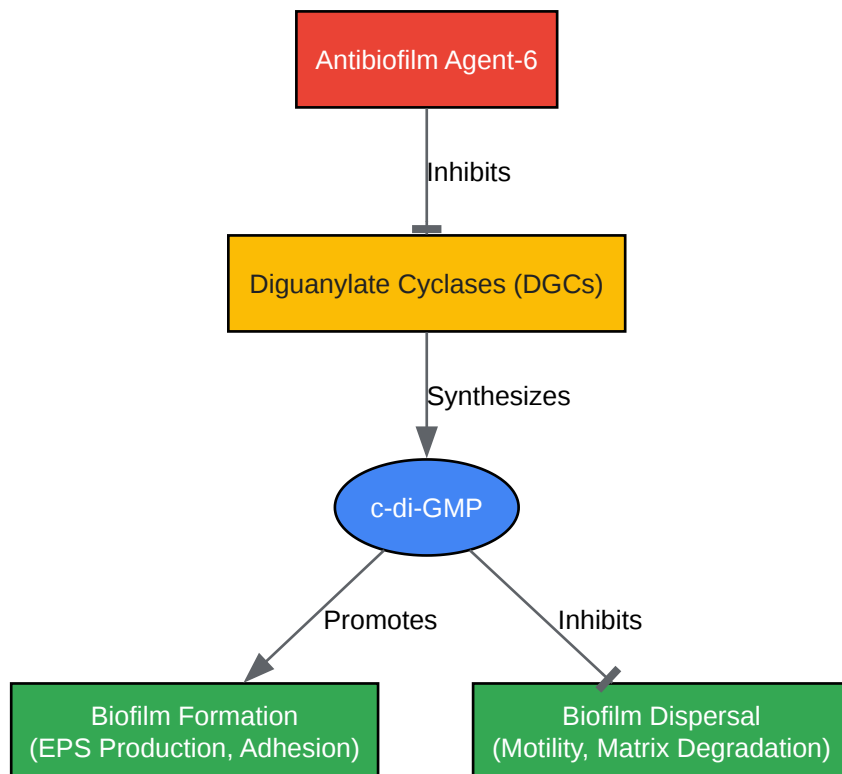 Antibiofilm Agent-6
Inhibits
Diguanylate Cyclases (DGCs)
Synthesizes
c-di-GMP
Promotes
Inhibits
Biofilm Formation
(EPS Production, Adhesion)
Biofilm Dispersal
(Motility, Matrix Degradation)